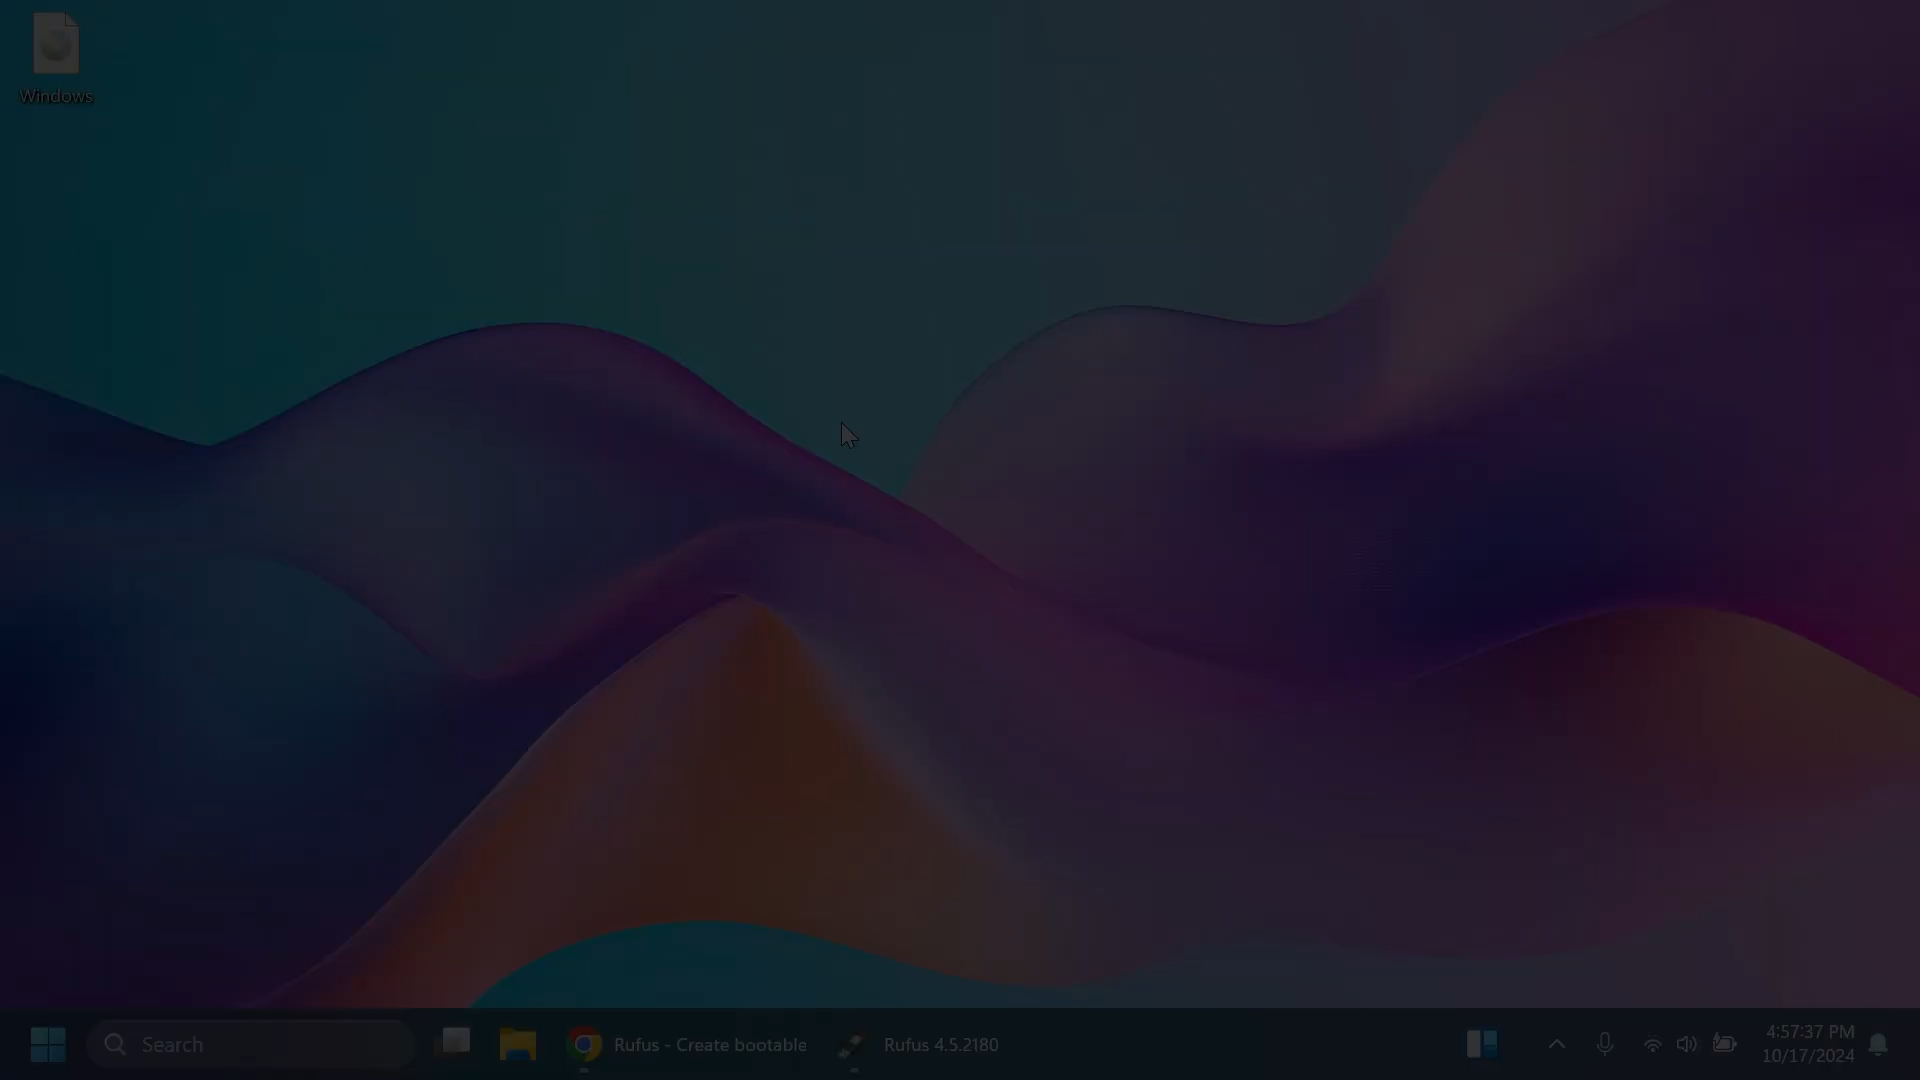 Windows
Search
Rufus - Create bootable
Rufus 4.5.2180
4:57:37 PM
10/17/2024